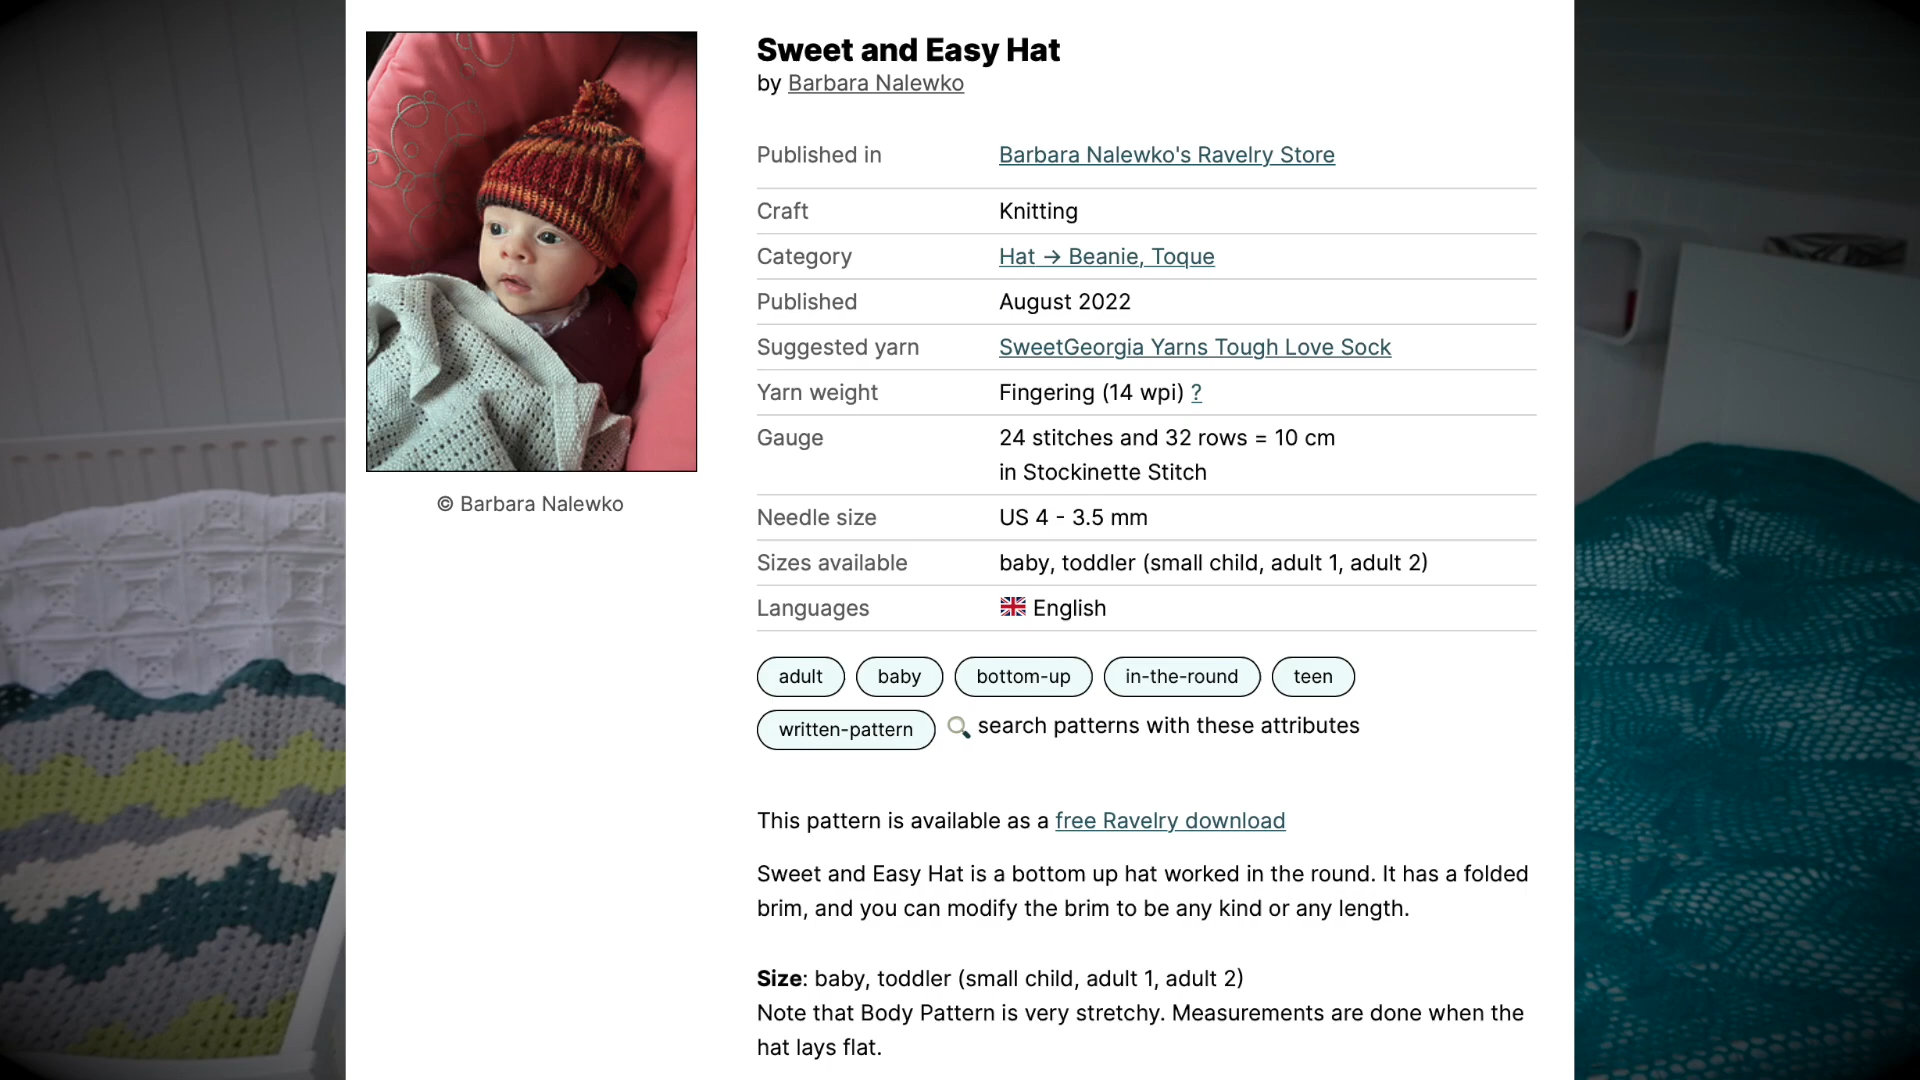 Sweet and Easy Hat
by Barbara Nalewko
Published in Barbara Nalewko's Ravelry Store
Craft Knitting
Category Hat → Beanie, Toque
Published August 2022
Suggested yarn SweetGeorgia Yarns Tough Love Sock
Yarn weight Fingering (14 wpi) ?
Gauge 24 stitches and 32 rows = 10 cm
in Stockinette Stitch
© Barbara Nalewko
Needle size US 4 - 3.5 mm
Sizes available baby, toddler (small child, adult 1, adult 2)
Languages English
adult baby bottom-up in-the-round teen
written-pattern search patterns with these attributes
This pattern is available as a free Ravelry download
Sweet and Easy Hat is a bottom up hat worked in the round. It has a folded
brim, and you can modify the brim to be any kind or any length.
Size: baby, toddler (small child, adult 1, adult 2)
Note that Body Pattern is very stretchy. Measurements are done when the
hat lays flat.